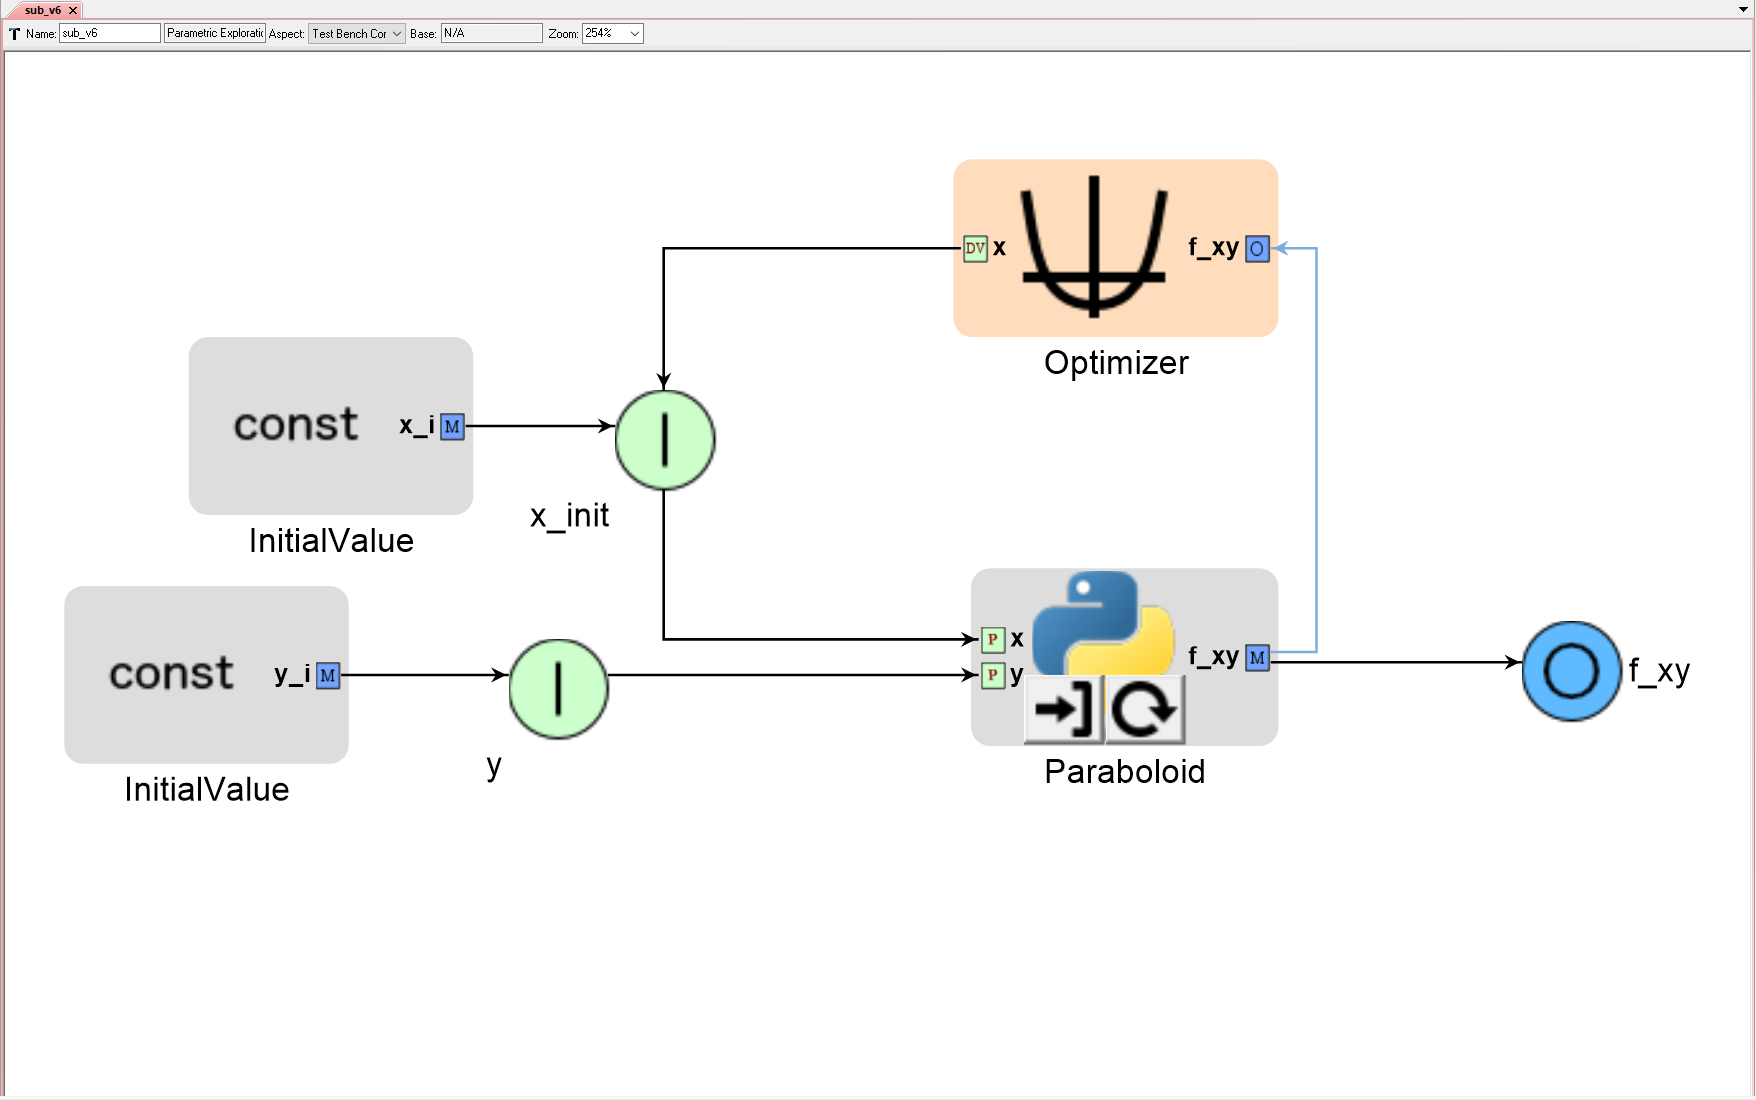 sub_v6
Name: sub_v6 Parametric Exploratic Aspect: Test Bench Cor Base: N/A Zoom: 254%
DV x f_xy O
Optimizer
const x_i M
InitialValue
x_init
const y_i M
InitialValue
y
P x
P y
f_xy M
Paraboloid
f_xy